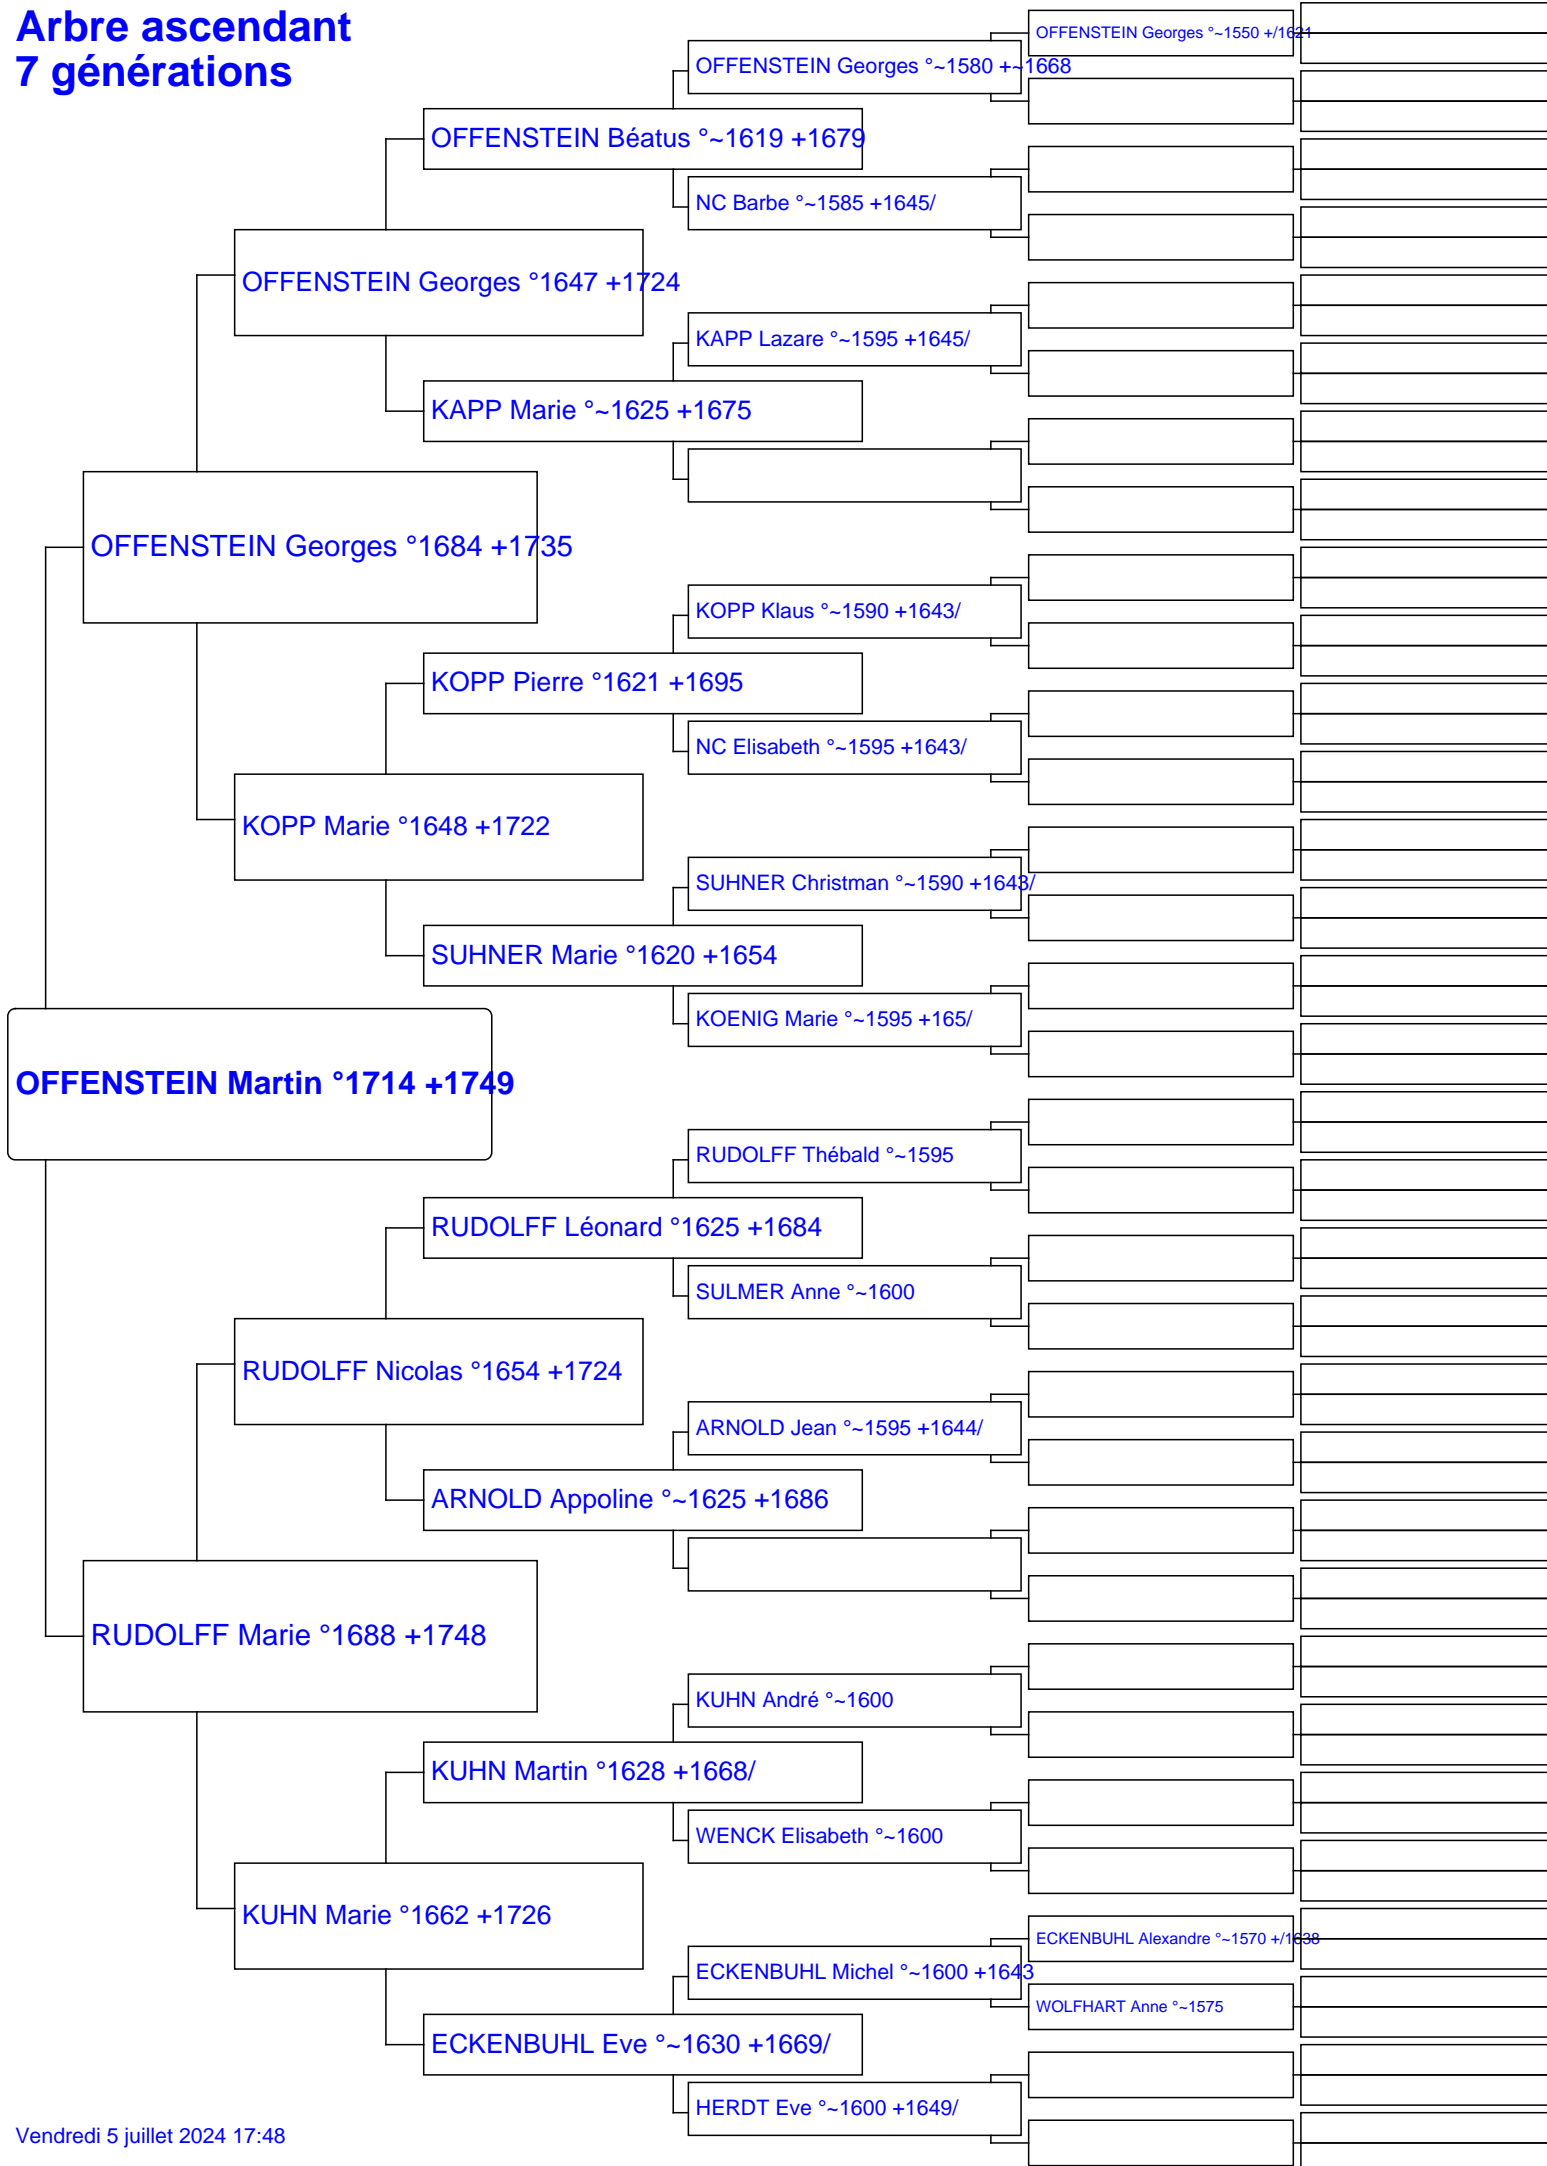 Arbre ascendant
7 générations
OFFENSTEIN Georges °~1550 +/1621
OFFENSTEIN Georges °~1580 +~1668
OFFENSTEIN Béatus °~1619 +1679
NC Barbe °~1585 +1645/
OFFENSTEIN Georges °1647 +1724
KAPP Lazare °~1595 +1645/
KAPP Marie °~1625 +1675
OFFENSTEIN Georges °1684 +1735
KOPP Klaus °~1590 +1643/
KOPP Pierre °1621 +1695
NC Elisabeth °~1595 +1643/
KOPP Marie °1648 +1722
SUHNER Christman °~1590 +1643/
SUHNER Marie °1620 +1654
KOENIG Marie °~1595 +165/
OFFENSTEIN Martin °1714 +1749
RUDOLFF Thébald °~1595
RUDOLFF Léonard °1625 +1684
SULMER Anne °~1600
RUDOLFF Nicolas °1654 +1724
ARNOLD Jean °~1595 +1644/
ARNOLD Appoline °~1625 +1686
RUDOLFF Marie °1688 +1748
KUHN André °~1600
KUHN Martin °1628 +1668/
WENCK Elisabeth °~1600
KUHN Marie °1662 +1726
ECKENBUHL Alexandre °~1570 +/1638
ECKENBUHL Michel °~1600 +1643
WOLFHART Anne °~1575
ECKENBUHL Eve °~1630 +1669/
HERDT Eve °~1600 +1649/
Vendredi 5 juillet 2024 17:48